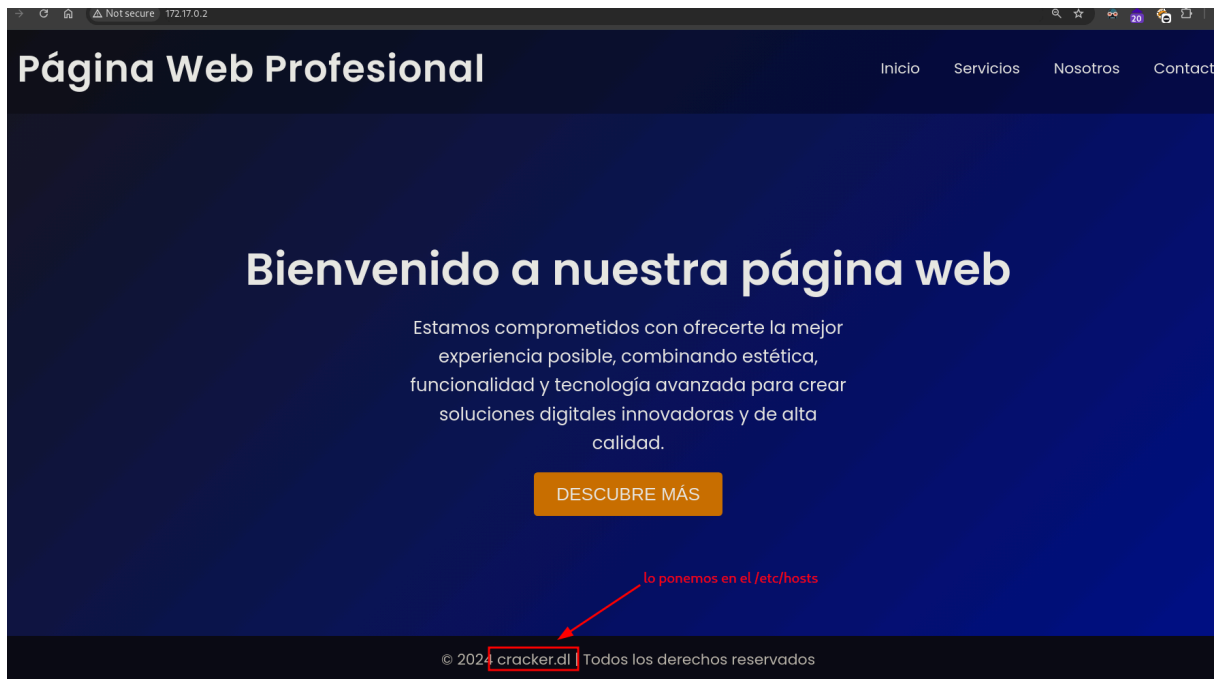 Not secure 172.17.0.2
20
Página Web Profesional
Inicio Servicios Nosotros Contact
Bienvenido a nuestra página web
Estamos comprometidos con ofrecerte la mejor
experiencia posible, combinando estética,
funcionalidad y tecnología avanzada para crear
soluciones digitales innovadoras y de alta
calidad.
DESCUBRE MÁS
lo ponemos en el /etc/hosts
© 2024 cracker.dl | Todos los derechos reservados